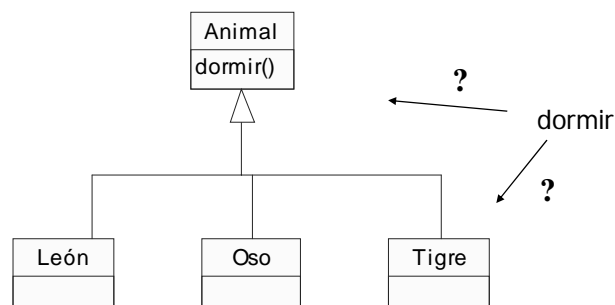 Animal
dormir()
?
dormir
?
León
Oso
Tigre